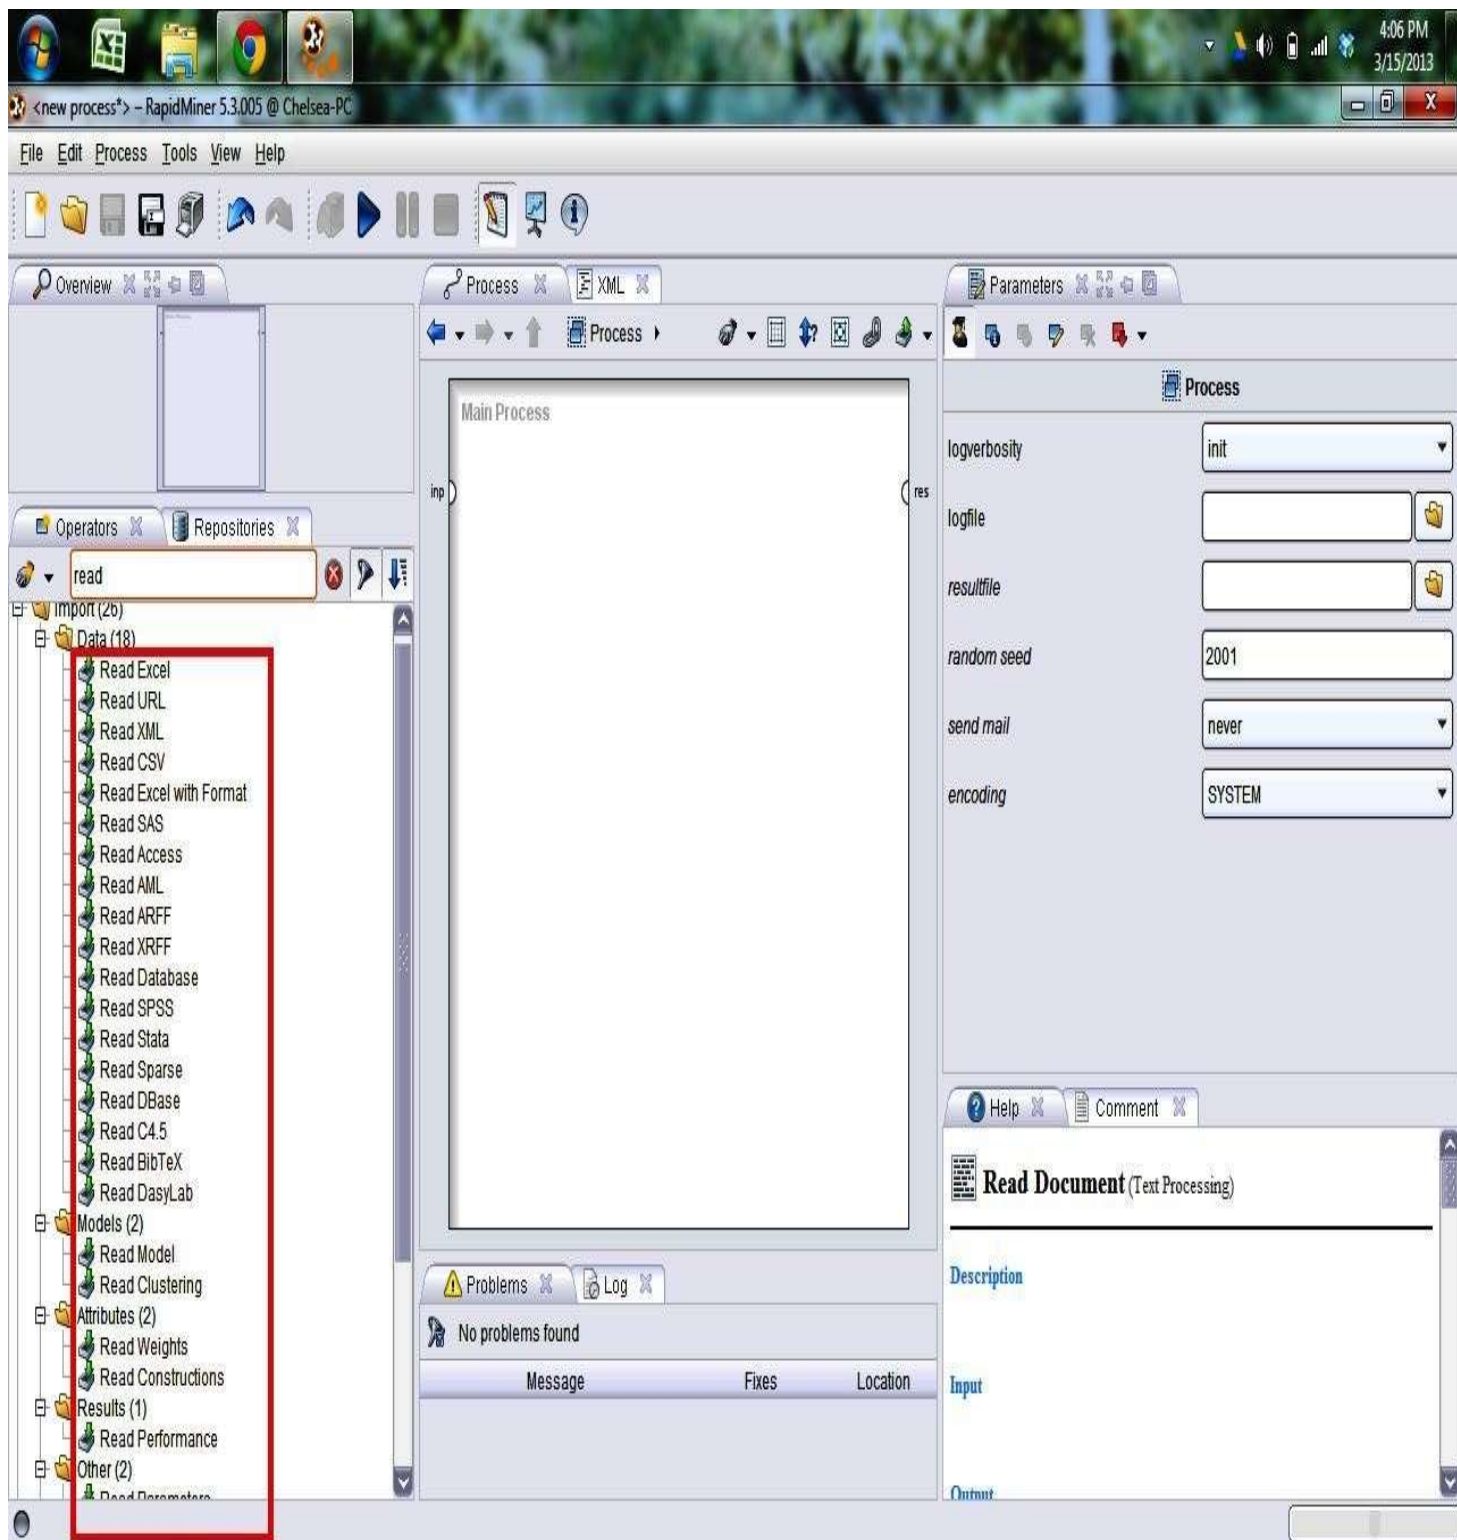 4:06 PM
3/15/2013
<new process*> – RapidMiner 5.3.005 @ Chelsea-PC
File Edit Process Tools View Help
Overview
Process XML
Parameters
Process
Process
Main Process
inp
res
logverbosity init
logfile
resultfile
random seed 2001
send mail never
encoding SYSTEM
Operators Repositories
read
Import (26)
Data (18)
Read Excel
Read URL
Read XML
Read CSV
Read Excel with Format
Read SAS
Read Access
Read AML
Read ARFF
Read XRFF
Read Database
Read SPSS
Read Stata
Read Sparse
Read DBase
Read C4.5
Read BibTeX
Read DasyLab
Models (2)
Read Model
Read Clustering
Attributes (2)
Read Weights
Read Constructions
Results (1)
Read Performance
Other (2)
Read Parameters
Problems Log
No problems found
Message Fixes Location
Help Comment
Read Document (Text Processing)
Description
Input
Output